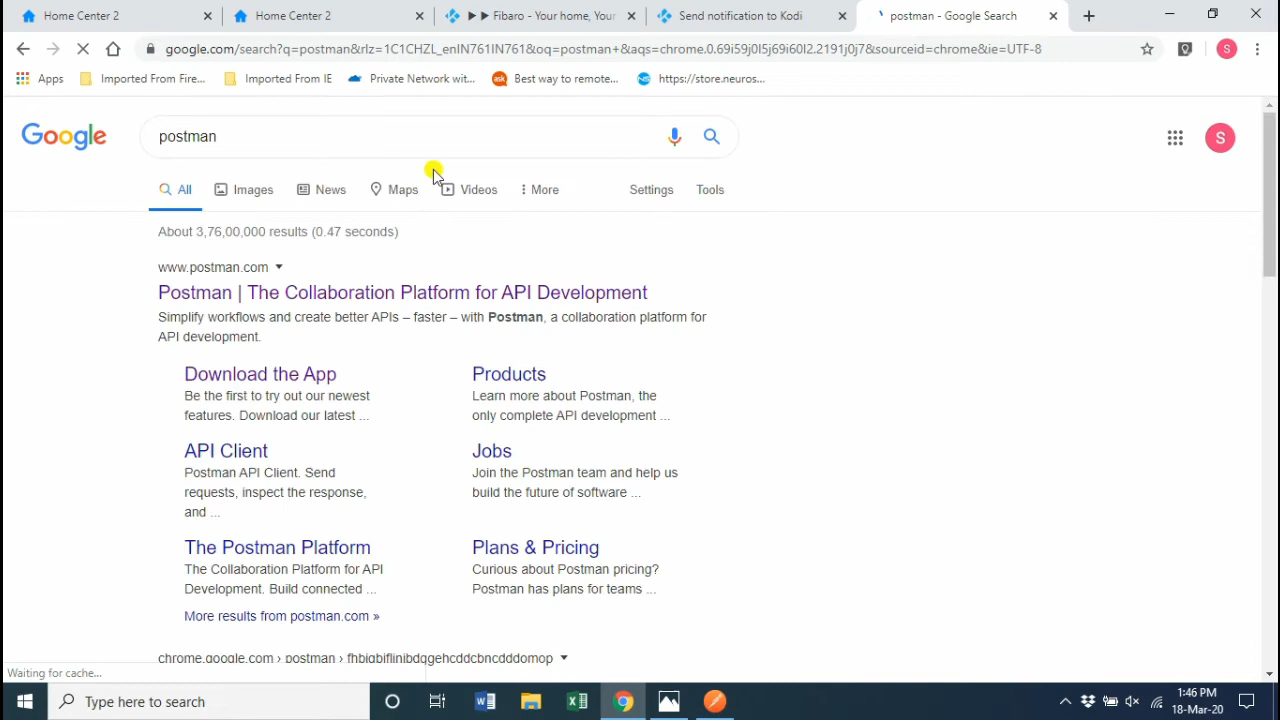 Home Center 2
Home Center 2
▶ ▶ Fibaro - Your home, Your
Send notification to Kodi
postman - Google Search
google.com/search?q=postman&rlz=1C1CHZL_enIN761IN761&oq=postman+&aqs=chrome.0.69i59j0l5j69i60l2.2191j0j7&sourceid=chrome&ie=UTF-8
S
Apps
Imported From Fire...
Imported From IE
Private Network wit...
ask
Best way to remote...
NS
https://store.neuros...
Google
postman
S
All
Images
News
Maps
Videos
More
Settings
Tools
About 3,76,00,000 results (0.47 seconds)
www.postman.com
Postman | The Collaboration Platform for API Development
Simplify workflows and create better APIs – faster – with Postman, a collaboration platform for
API development.
Download the App
Be the first to try out our newest
features. Download our latest ...
Products
Learn more about Postman, the
only complete API development ...
API Client
Postman API Client. Send
requests, inspect the response,
and ...
Jobs
Join the Postman team and help us
build the future of software ...
The Postman Platform
The Collaboration Platform for API
Development. Build connected ...
Plans & Pricing
Curious about Postman pricing?
Postman has plans for teams ...
More results from postman.com »
chrome.google.com › postman › fhbjgbiflinjbdggehcddcbncdddomop
Waiting for cache...
Type here to search
1:46 PM
18-Mar-20